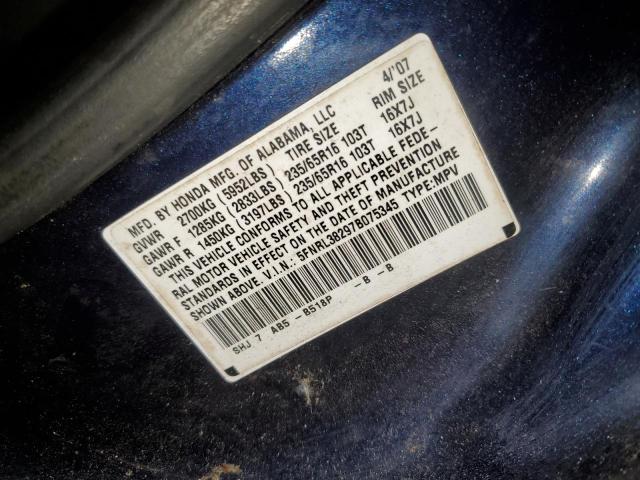 MFD. BY HONDA MFG. OF ALABAMA, LLC 4/'07
GVWR 2700KG (5952LBS) TIRE SIZE RIM SIZE
GAWR F 1285KG (2833LBS) 235/65R16 103T 16X7J
GAWR R 1450KG (3197LBS) 235/65R16 103T 16X7J
THIS VEHICLE CONFORMS TO ALL APPLICABLE FEDE-
RAL MOTOR VEHICLE SAFETY AND THEFT PREVENTION
STANDARDS IN EFFECT ON THE DATE OF MANUFACTURE
SHOWN ABOVE. V.I.N.: 5FNRL38297B075345 TYPE:MPV
SHJ 7 AB5 -B518P -B -B